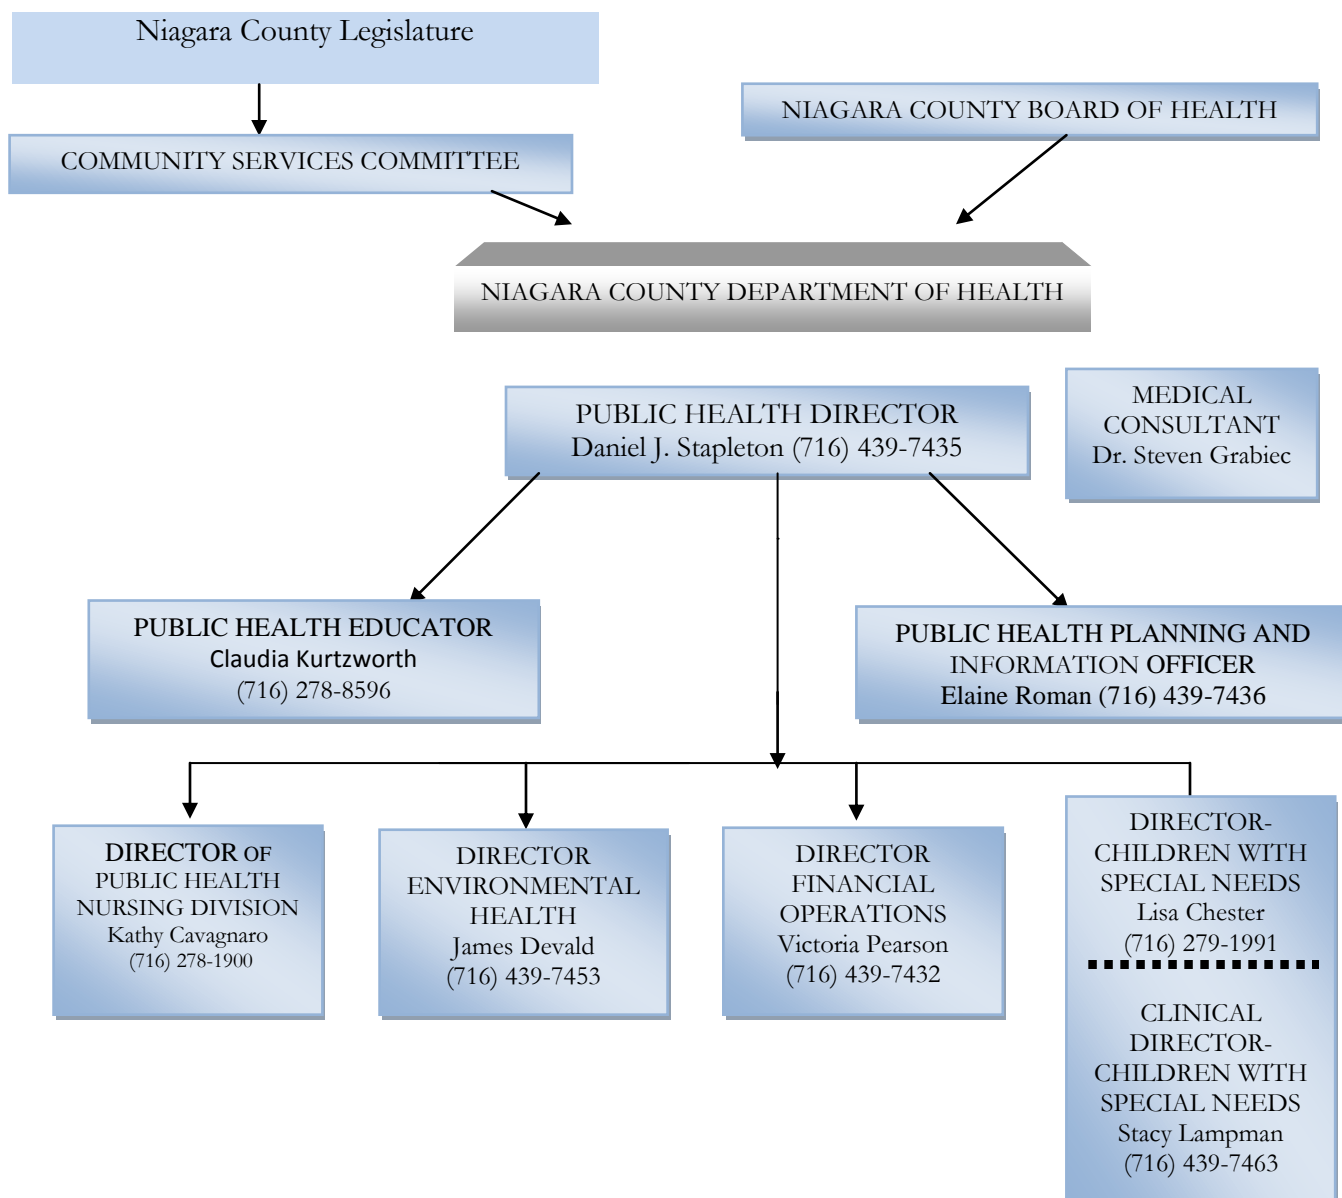 Niagara County Legislature
NIAGARA COUNTY BOARD OF HEALTH
COMMUNITY SERVICES COMMITTEE
NIAGARA COUNTY DEPARTMENT OF HEALTH
PUBLIC HEALTH DIRECTOR
Daniel J. Stapleton (716) 439-7435
MEDICAL
CONSULTANT
Dr. Steven Grabiec
PUBLIC HEALTH EDUCATOR
Claudia Kurtzworth
(716) 278-8596
PUBLIC HEALTH PLANNING AND
INFORMATION OFFICER
Elaine Roman (716) 439-7436
DIRECTOR OF
PUBLIC HEALTH
NURSING DIVISION
Kathy Cavagnaro
(716) 278-1900
DIRECTOR
ENVIRONMENTAL
HEALTH
James Devald
(716) 439-7453
DIRECTOR
FINANCIAL
OPERATIONS
Victoria Pearson
(716) 439-7432
DIRECTOR-
CHILDREN WITH
SPECIAL NEEDS
Lisa Chester
(716) 279-1991
CLINICAL
DIRECTOR-
CHILDREN WITH
SPECIAL NEEDS
Stacy Lampman
(716) 439-7463